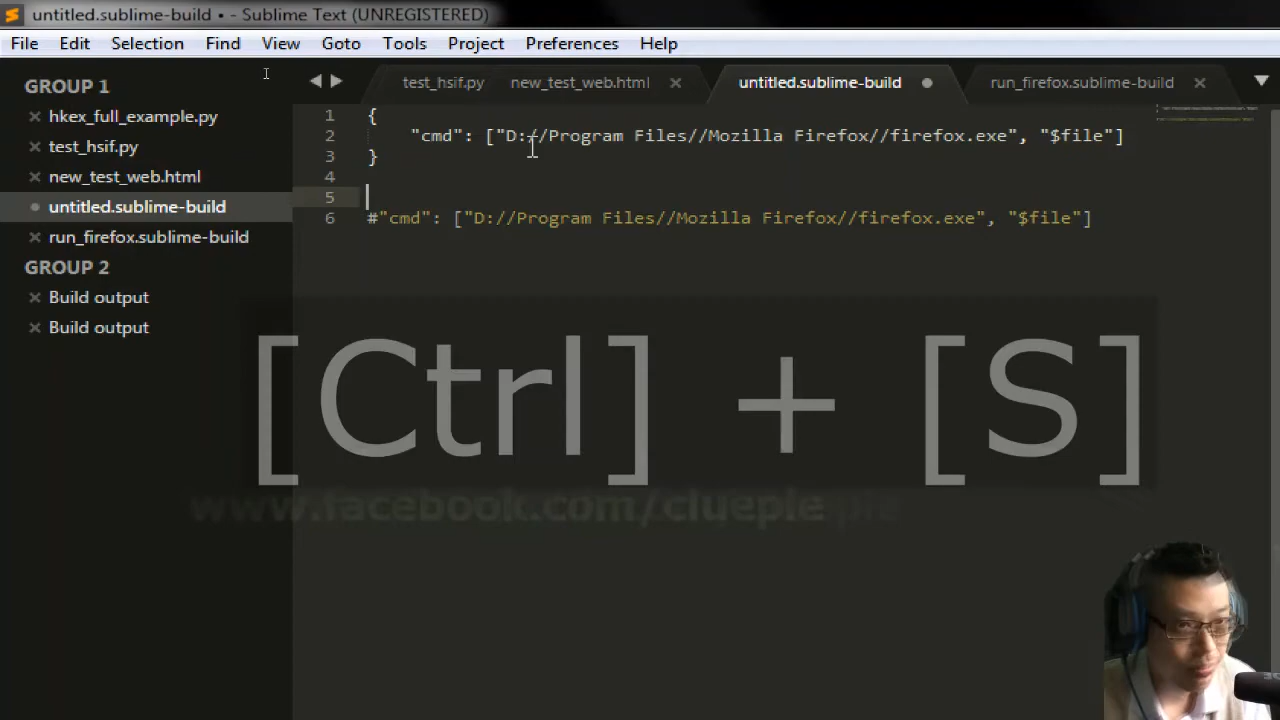 untitled.sublime-build • - Sublime Text (UNREGISTERED)
File Edit Selection Find View Goto Tools Project Preferences Help
GROUP 1
hkex_full_example.py
test_hsif.py
new_test_web.html
untitled.sublime-build
run_firefox.sublime-build
GROUP 2
Build output
Build output
test_hsif.py new_test_web.html untitled.sublime-build run_firefox.sublime-build
1 {
2 "cmd": ["D://Program Files//Mozilla Firefox//firefox.exe", "$file"]
3 }
4
5
6 #"cmd": ["D://Program Files//Mozilla Firefox//firefox.exe", "$file"]
[Ctrl] + [S]